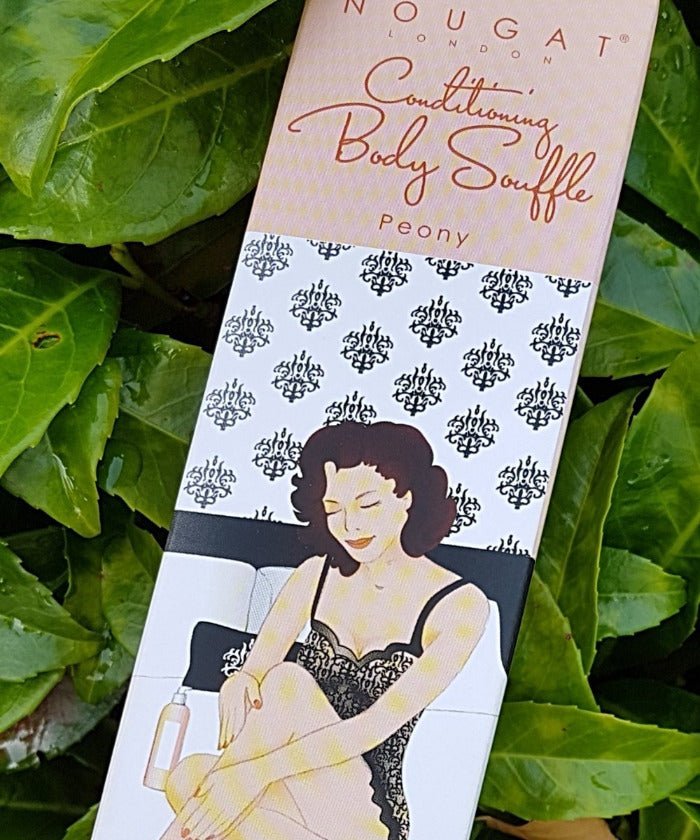 NOUGAT®
LONDON
Conditioning
Body Souffle
Peony